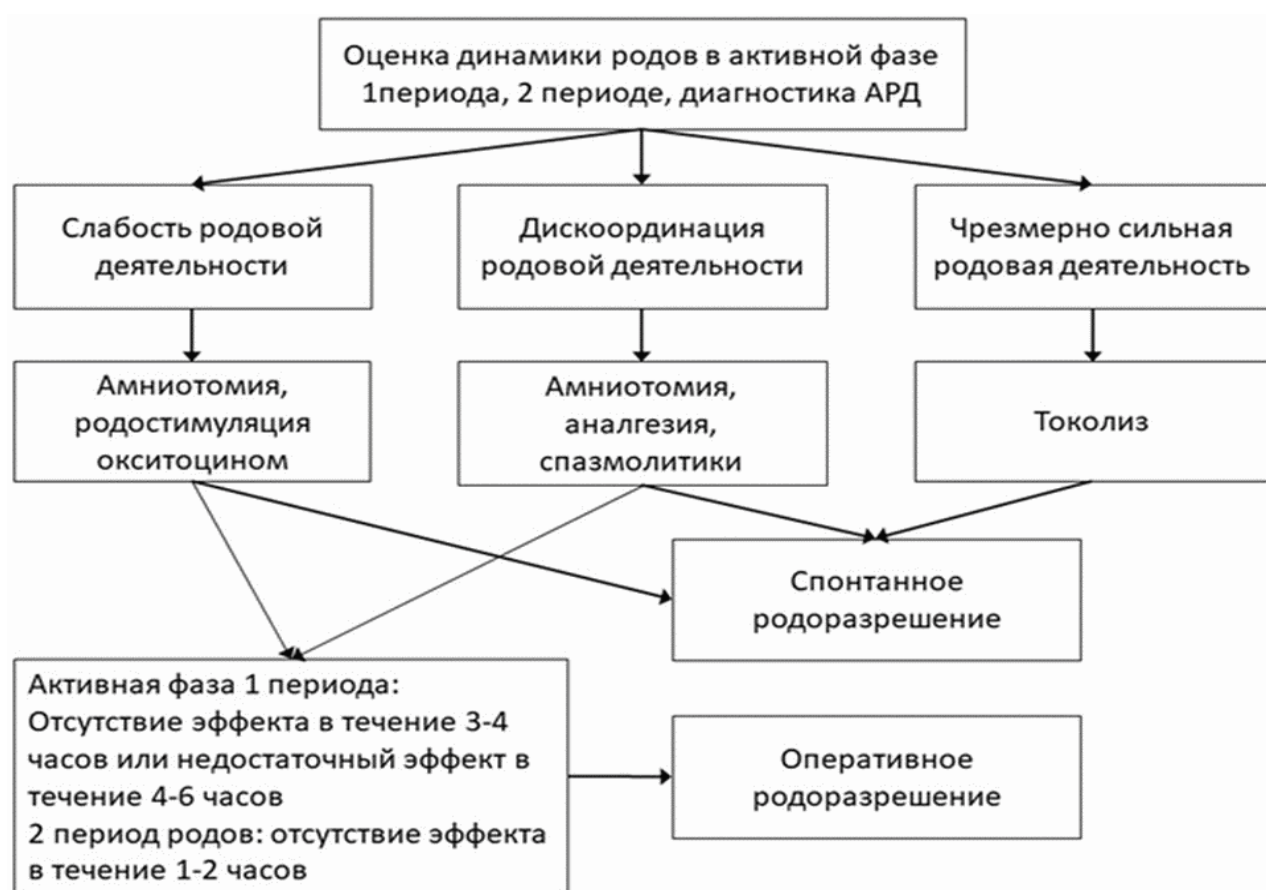 Оценка динамики родов в активной фазе
1периода, 2 периоде, диагностика АРД
Слабость родовой
деятельности
Дискоординация
родовой деятельности
Чрезмерно сильная
родовая деятельность
Амниотомия,
родостимуляция
окситоцином
Амниотомия,
аналгезия,
спазмолитики
Токолиз
Спонтанное
родоразрешение
Активная фаза 1 периода:
Отсутствие эффекта в течение 3-4
часов или недостаточный эффект в
течение 4-6 часов
2 период родов: отсутствие эффекта
в течение 1-2 часов
Оперативное
родоразрешение